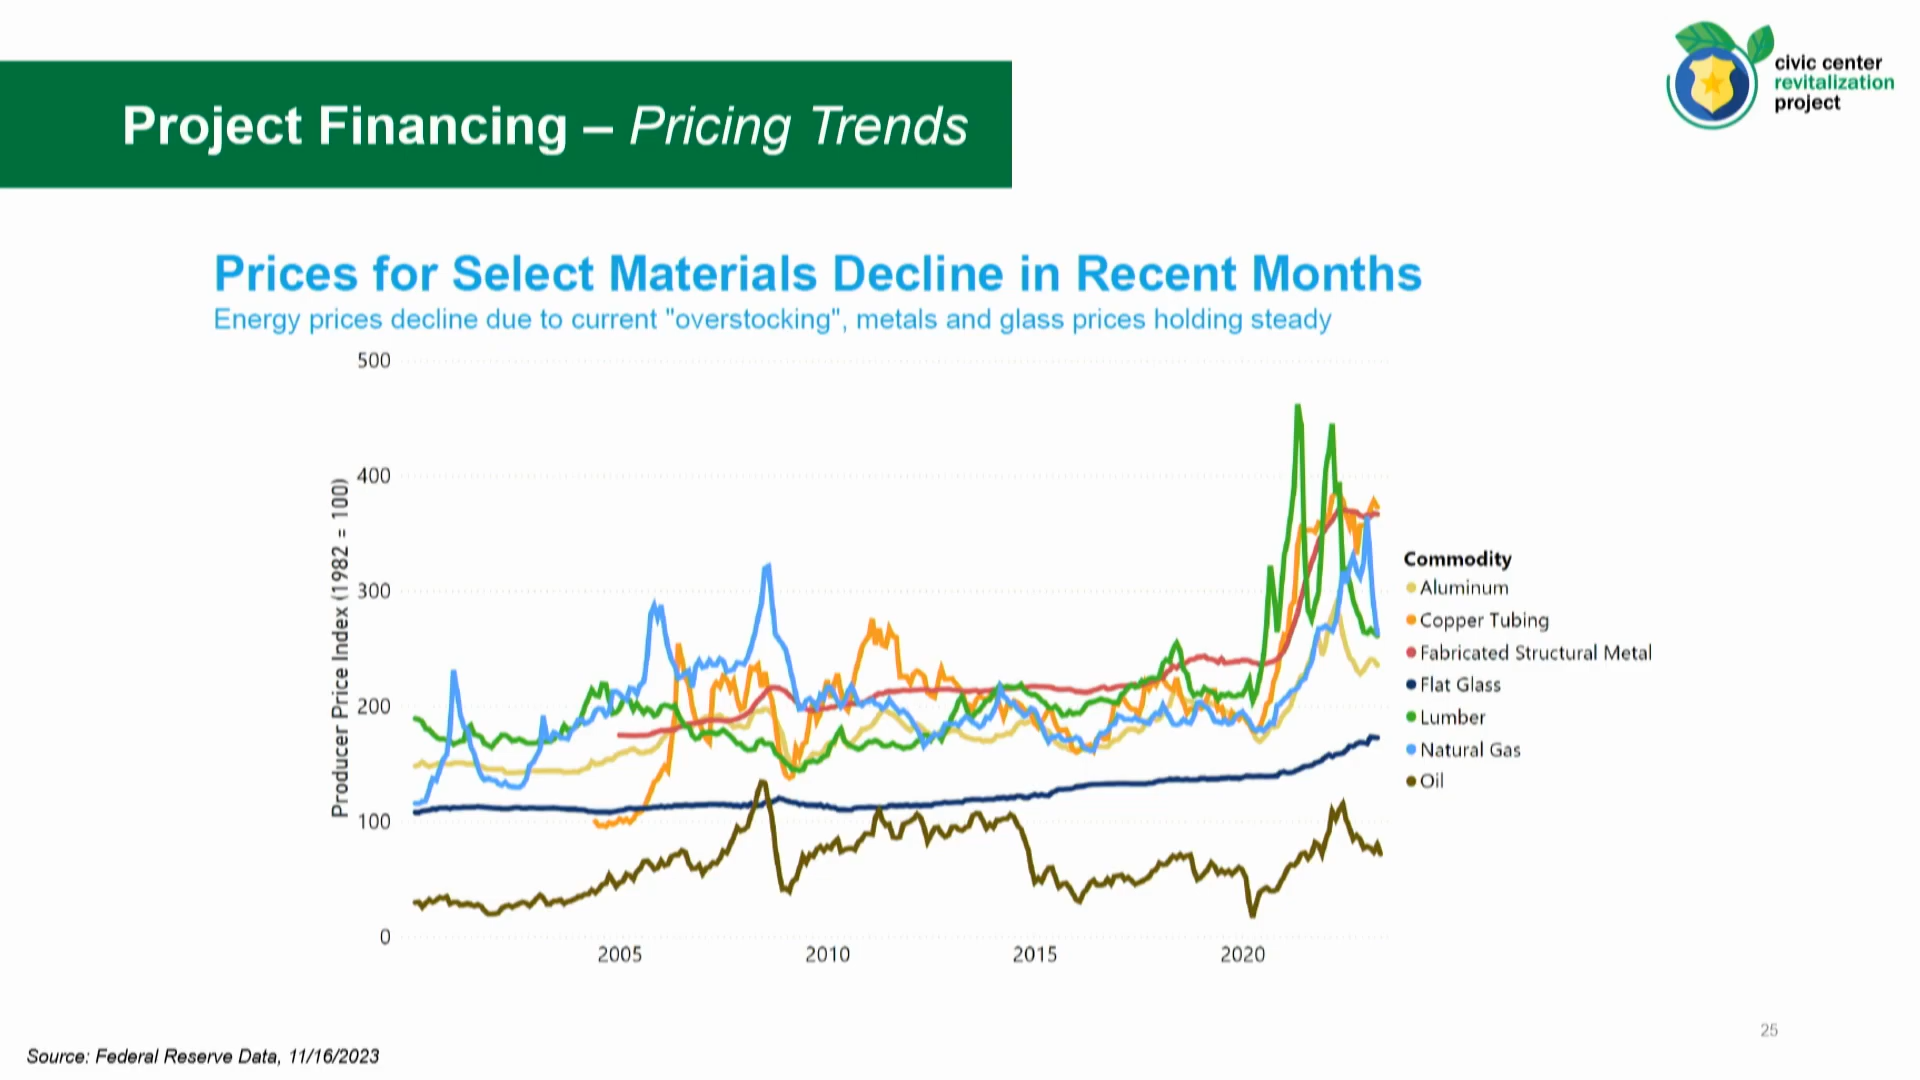 civic center
revitalization
project
Project Financing – Pricing Trends
Prices for Select Materials Decline in Recent Months
Energy prices decline due to current "overstocking", metals and glass prices holding steady
Producer Price Index (1982 = 100)
500
400
300
200
100
0
2005
2010
2015
2020
Commodity
Aluminum
Copper Tubing
Fabricated Structural Metal
Flat Glass
Lumber
Natural Gas
Oil
25
Source: Federal Reserve Data, 11/16/2023